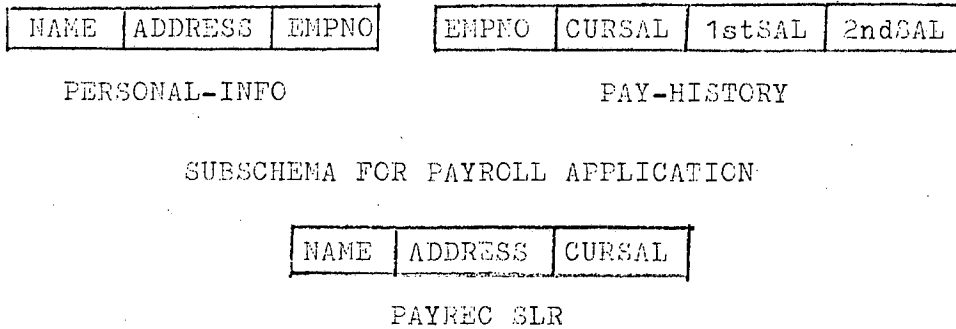 NAME ADDRESS EMPNO EMPNO CURSAL 1stSAL 2ndSAL
PERSONAL-INFO PAY-HISTORY
SUBSCHEMA FOR PAYROLL APPLICATION
NAME ADDRESS CURSAL
PAYREC SLR